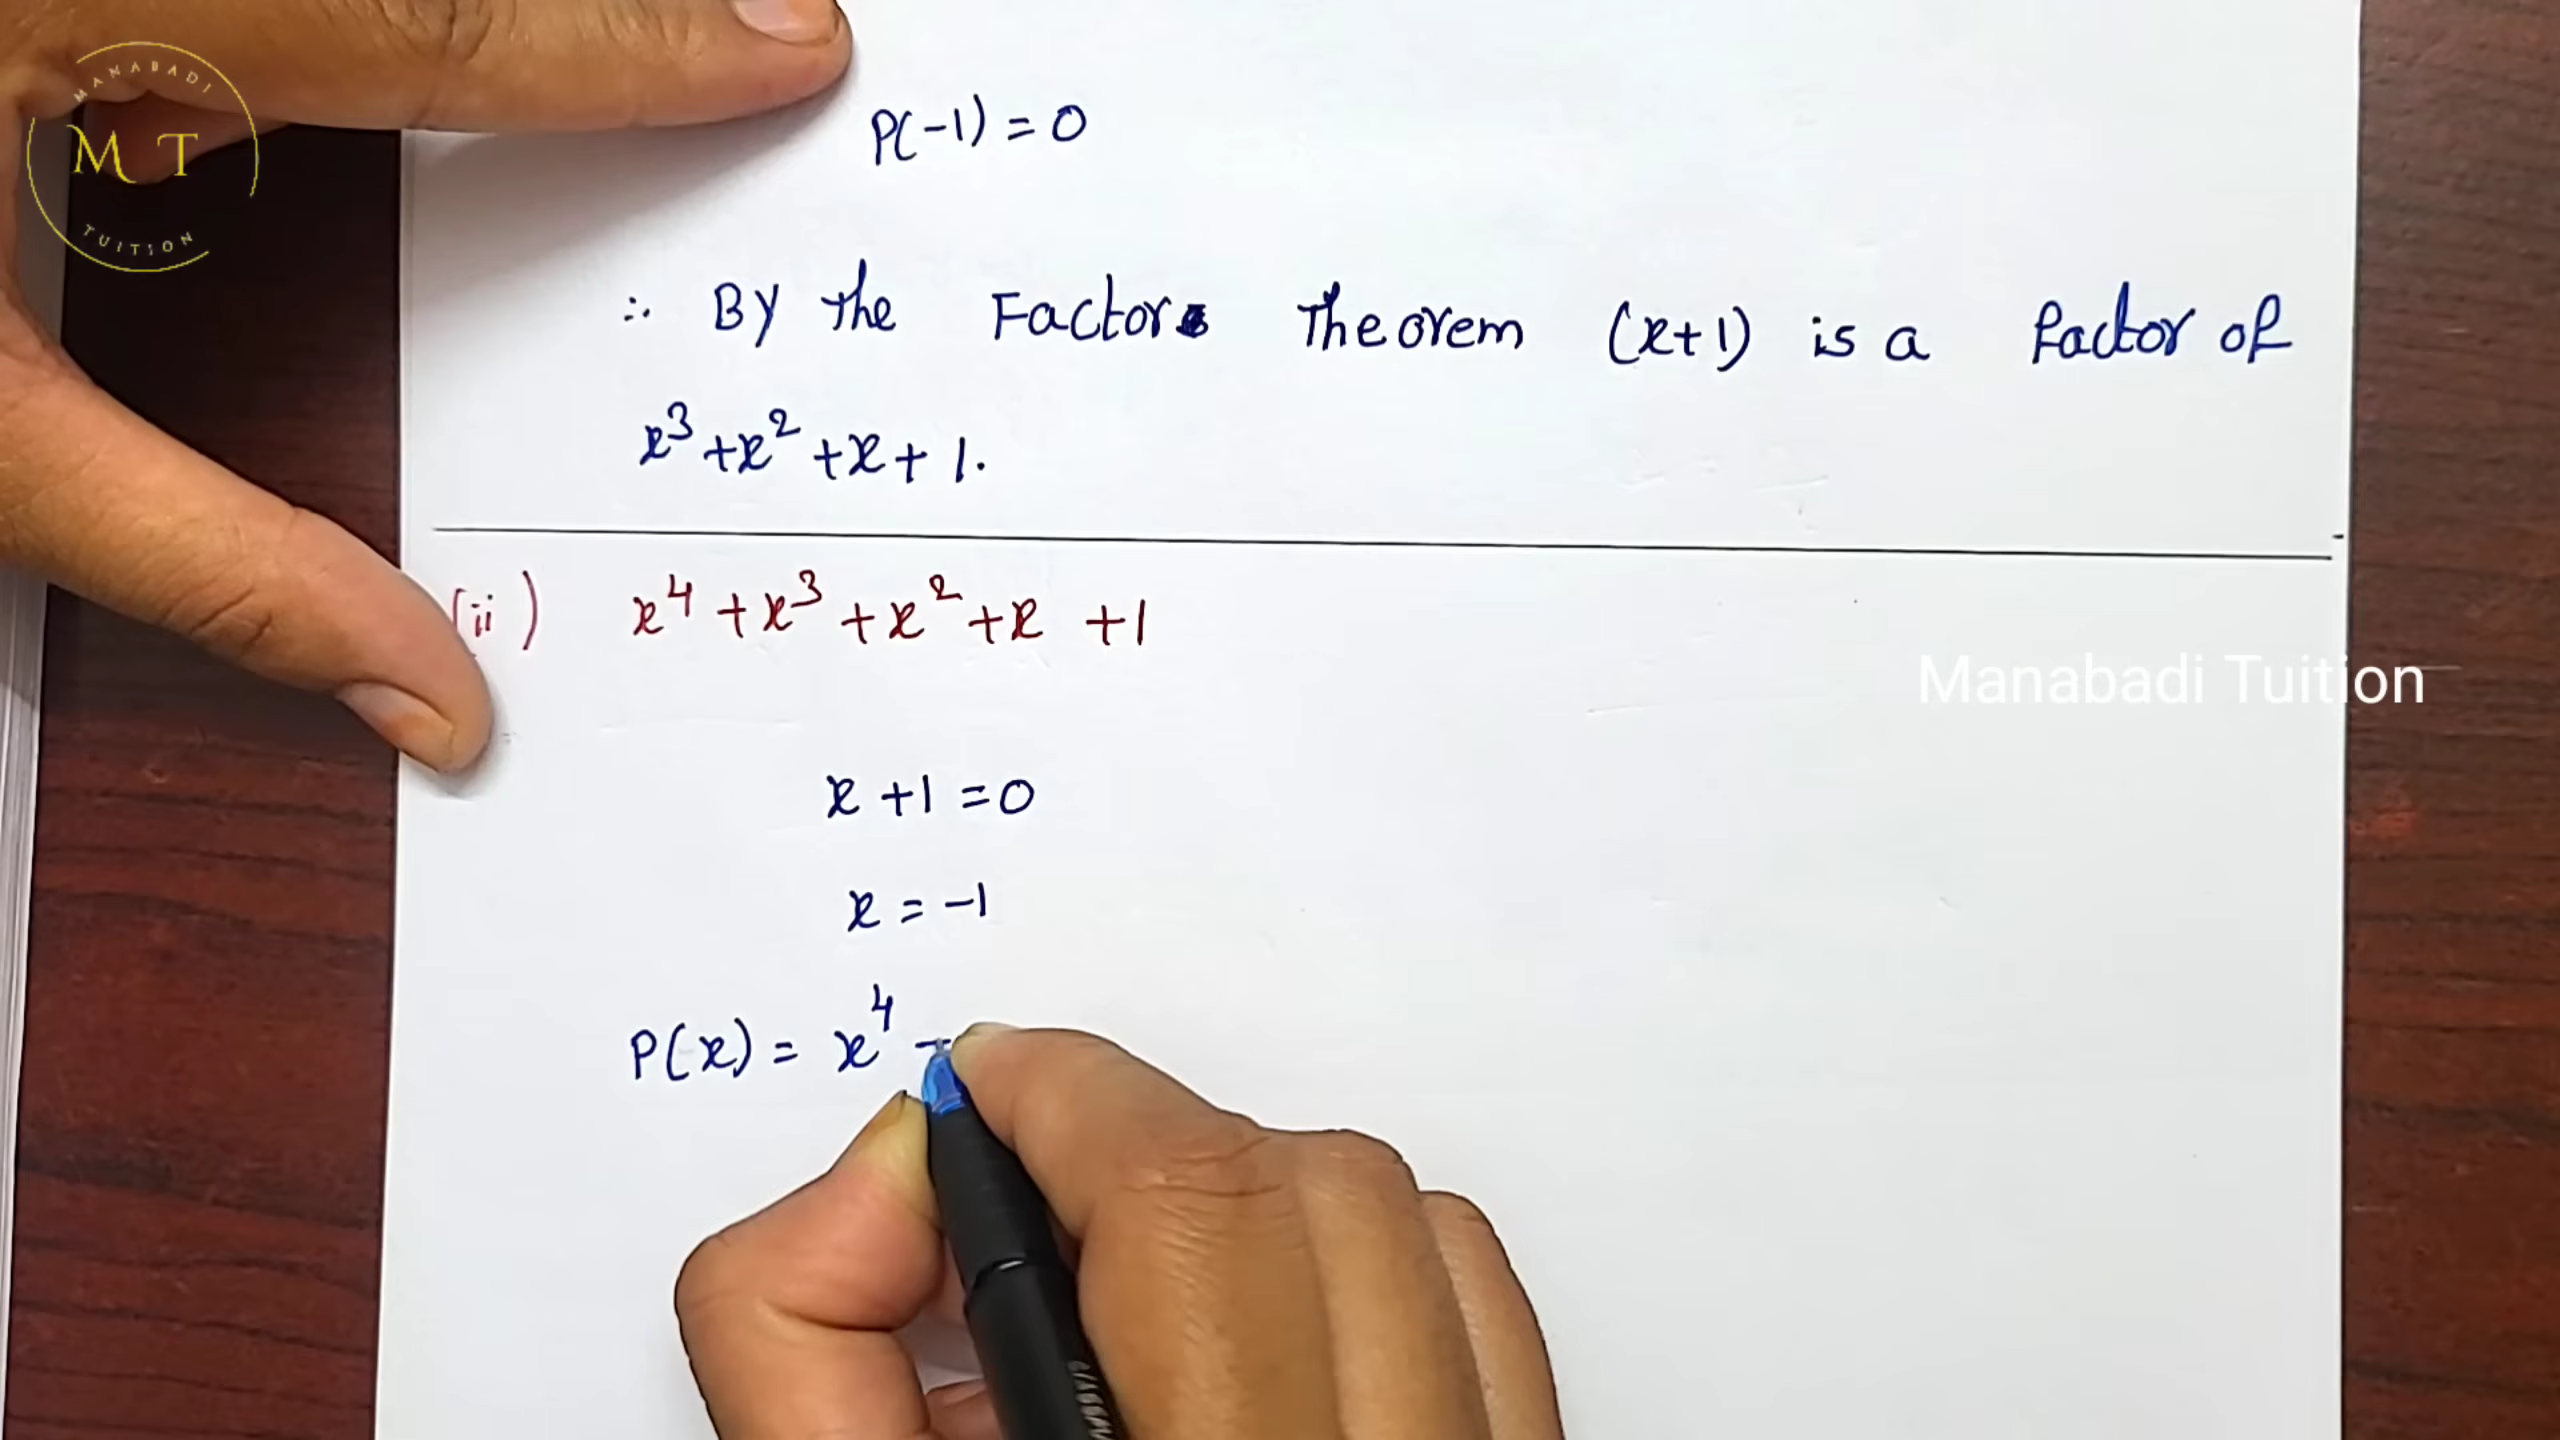 MANABADI
MT
TUITION
P(-1) = 0
∴ By the Factor Theorem (x+1) is a factor of
x³ + x² + x + 1.
(ii) x⁴ + x³ + x² + x + 1
Manabadi Tuition
x + 1 = 0
x = -1
P(x) = x⁴ -